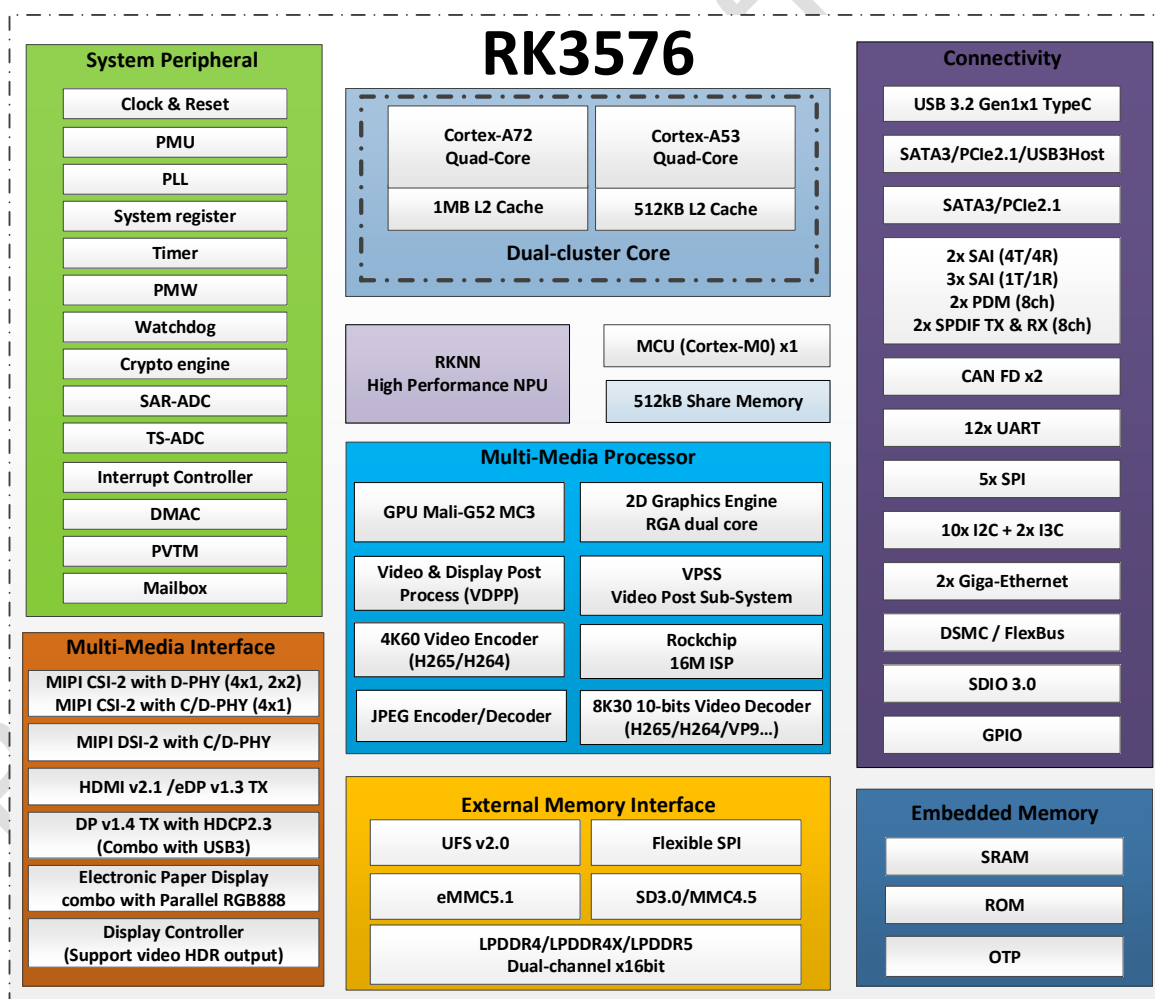 RK3576
System Peripheral
Clock & Reset
PMU
PLL
System register
Timer
PMW
Watchdog
Crypto engine
SAR-ADC
TS-ADC
Interrupt Controller
DMAC
PVTM
Mailbox
Multi-Media Interface
MIPI CSI-2 with D-PHY (4x1, 2x2)
MIPI CSI-2 with C/D-PHY (4x1)
MIPI DSI-2 with C/D-PHY
HDMI v2.1 /eDP v1.3 TX
DP v1.4 TX with HDCP2.3
(Combo with USB3)
Electronic Paper Display
combo with Parallel RGB888
Display Controller
(Support video HDR output)
Cortex-A72
Quad-Core
1MB L2 Cache
Cortex-A53
Quad-Core
512KB L2 Cache
Dual-cluster Core
RKNN
High Performance NPU
MCU (Cortex-M0) x1
512kB Share Memory
Multi-Media Processor
GPU Mali-G52 MC3
2D Graphics Engine
RGA dual core
Video & Display Post
Process (VDPP)
VPSS
Video Post Sub-System
4K60 Video Encoder
(H265/H264)
Rockchip
16M ISP
JPEG Encoder/Decoder
8K30 10-bits Video Decoder
(H265/H264/VP9...)
External Memory Interface
UFS v2.0
Flexible SPI
eMMC5.1
SD3.0/MMC4.5
LPDDR4/LPDDR4X/LPDDR5
Dual-channel x16bit
Connectivity
USB 3.2 Gen1x1 TypeC
SATA3/PCIe2.1/USB3Host
SATA3/PCIe2.1
2x SAI (4T/4R)
3x SAI (1T/1R)
2x PDM (8ch)
2x SPDIF TX & RX (8ch)
CAN FD x2
12x UART
5x SPI
10x I2C + 2x I3C
2x Giga-Ethernet
DSMC / FlexBus
SDIO 3.0
GPIO
Embedded Memory
SRAM
ROM
OTP